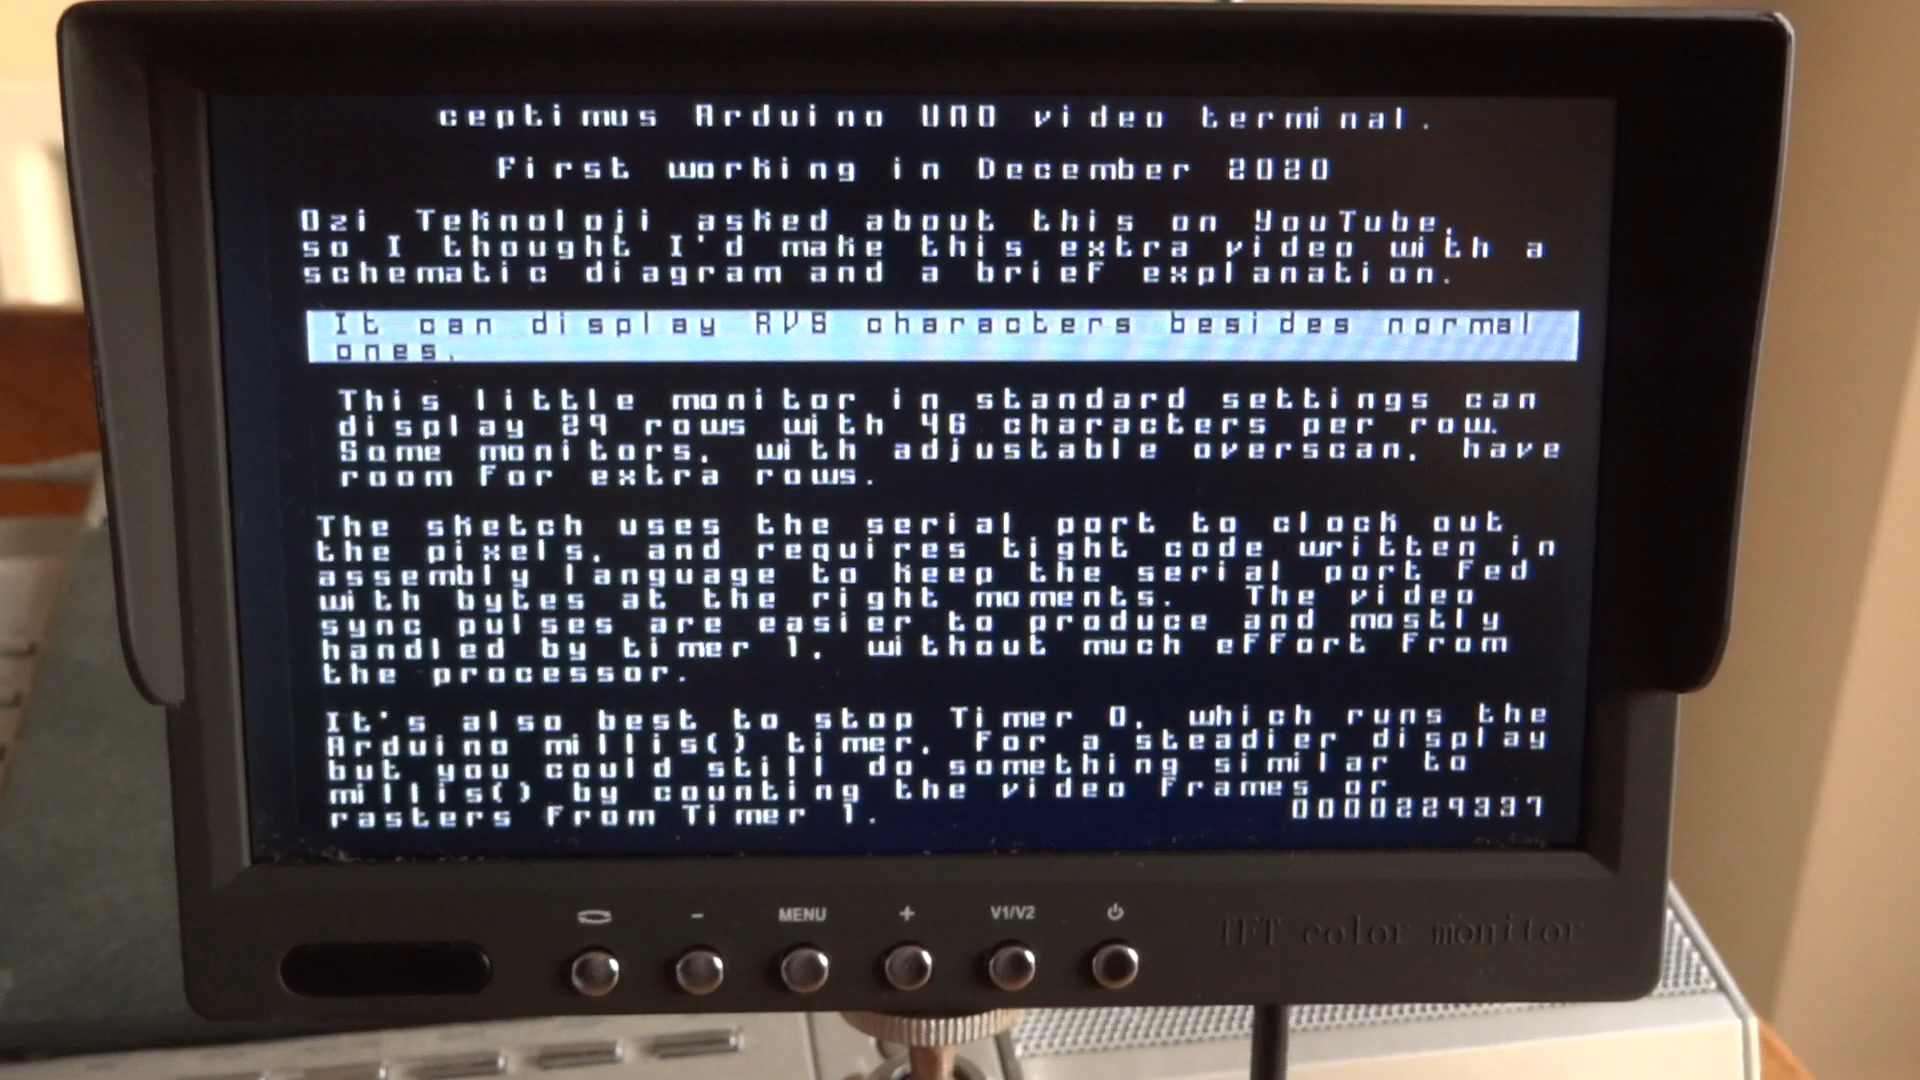 ceptimus Arduino UNO video terminal.
First working in December 2020
Ozi Teknoloji asked about this on YouTube,
so I thought I'd make this extra video with a
schematic diagram and a brief explanation.
It can display RVS characters besides normal
ones.
This little monitor in standard settings can
display 29 rows with 46 characters per row.
Some monitors, with adjustable overscan, have
room for extra rows.
The sketch uses the serial port to clock out
the pixels, and requires tight code written in
assembly language to keep the serial port fed
with bytes at the right moments. The video
sync pulses are easier to produce and mostly
handled by timer 1, without much effort from
the processor.
It's also best to stop Timer 0, which runs the
Arduino millis() timer, for a steadier display
but you could still do something similar to
millis() by counting the video frames or
rasters from Timer 1. 0000229337
- MENU + V1/V2
TFT color monitor